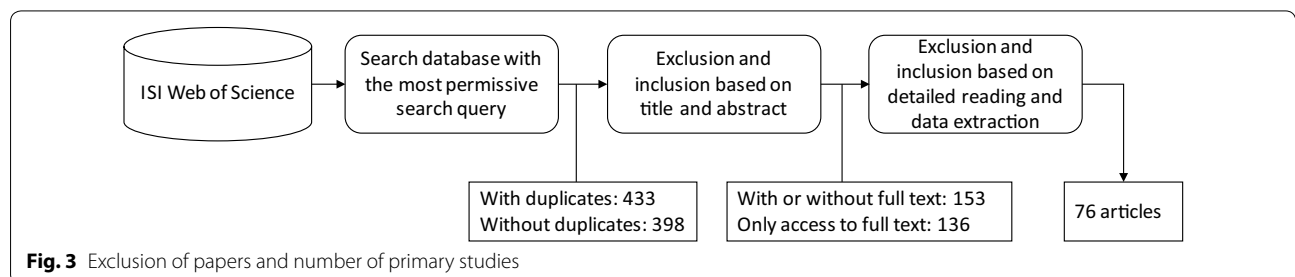 ISI Web of Science
Search database with
the most permissive
search query
Exclusion and
inclusion based on
title and abstract
Exclusion and
inclusion based on
detailed reading and
data extraction
With duplicates: 433
Without duplicates: 398
With or without full text: 153
Only access to full text: 136
76 articles
Fig. 3 Exclusion of papers and number of primary studies